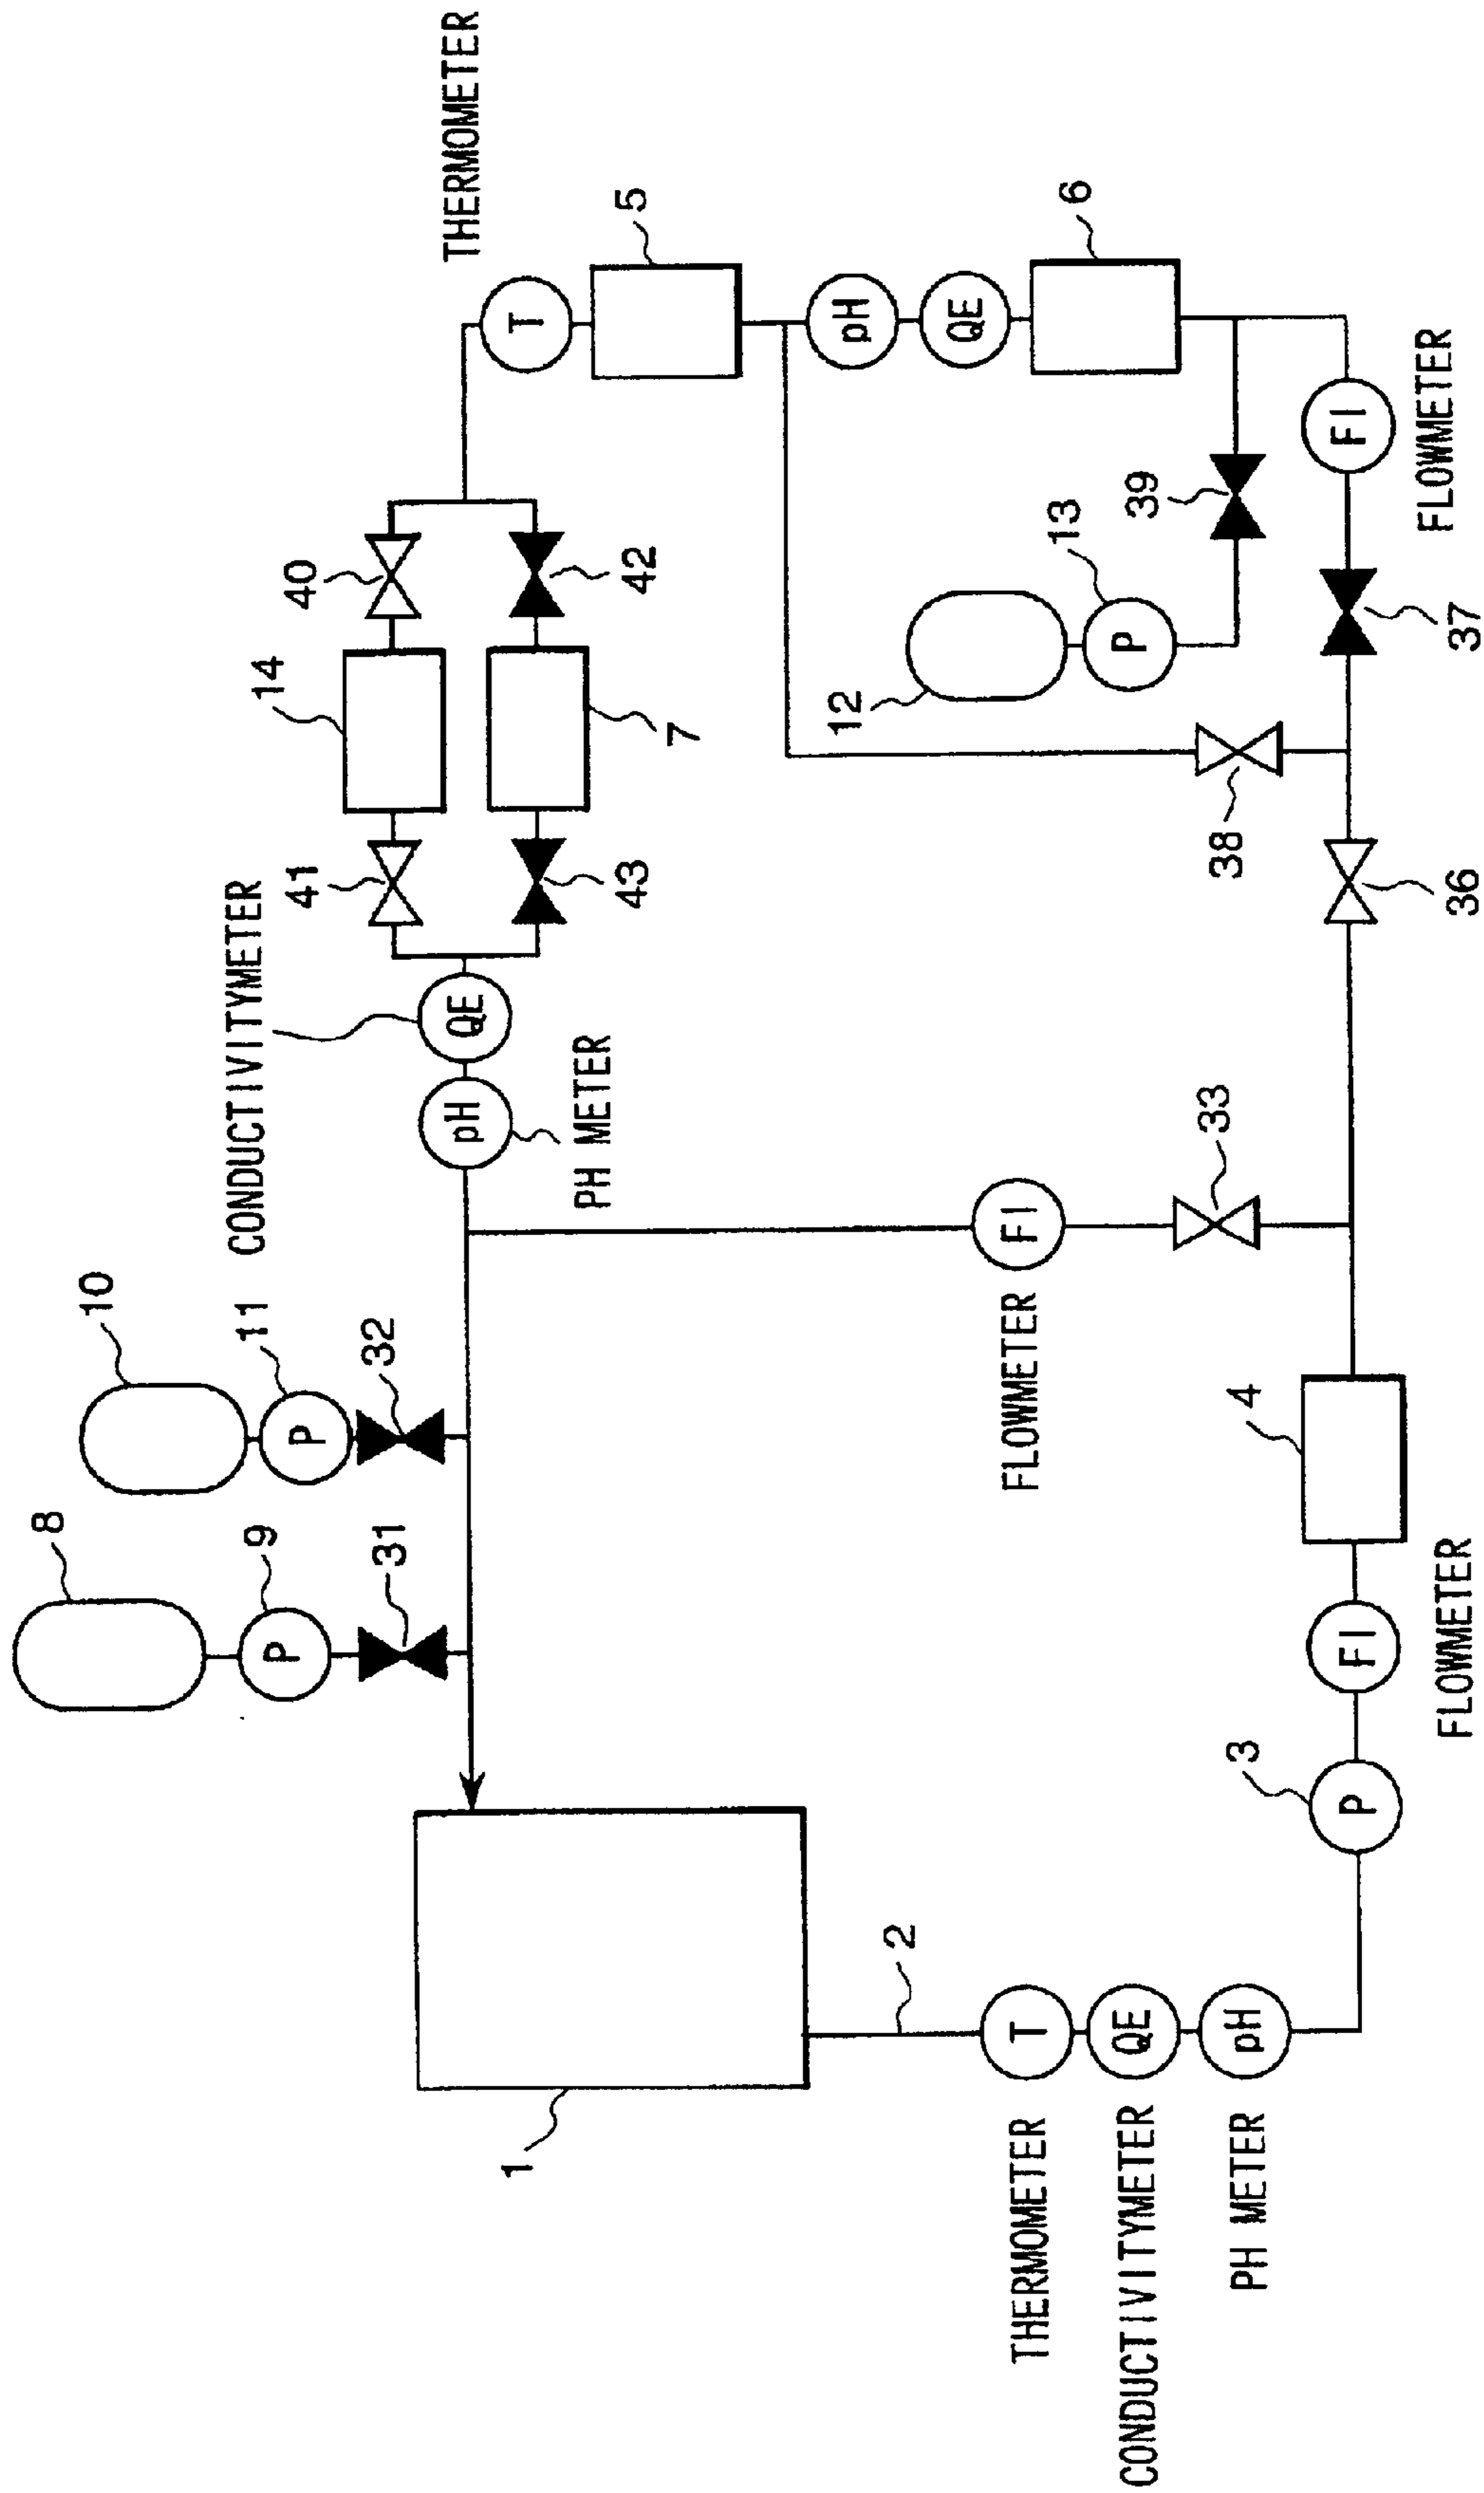 8
10
CONDUCTIVITYMETER
9
11
14
P
P
41
40
31
32
THERMOMETER
pH
QE
1
T
PH METER
43
42
5
7
12
pH
2
QE
THERMOMETER
T
FLOWMETER
FI
13
6
CONDUCTIVITYMETER
QE
P
39
33
38
PH METER
pH
3
4
P
FI
FI
FLOWMETER
FLOWMETER
36
37